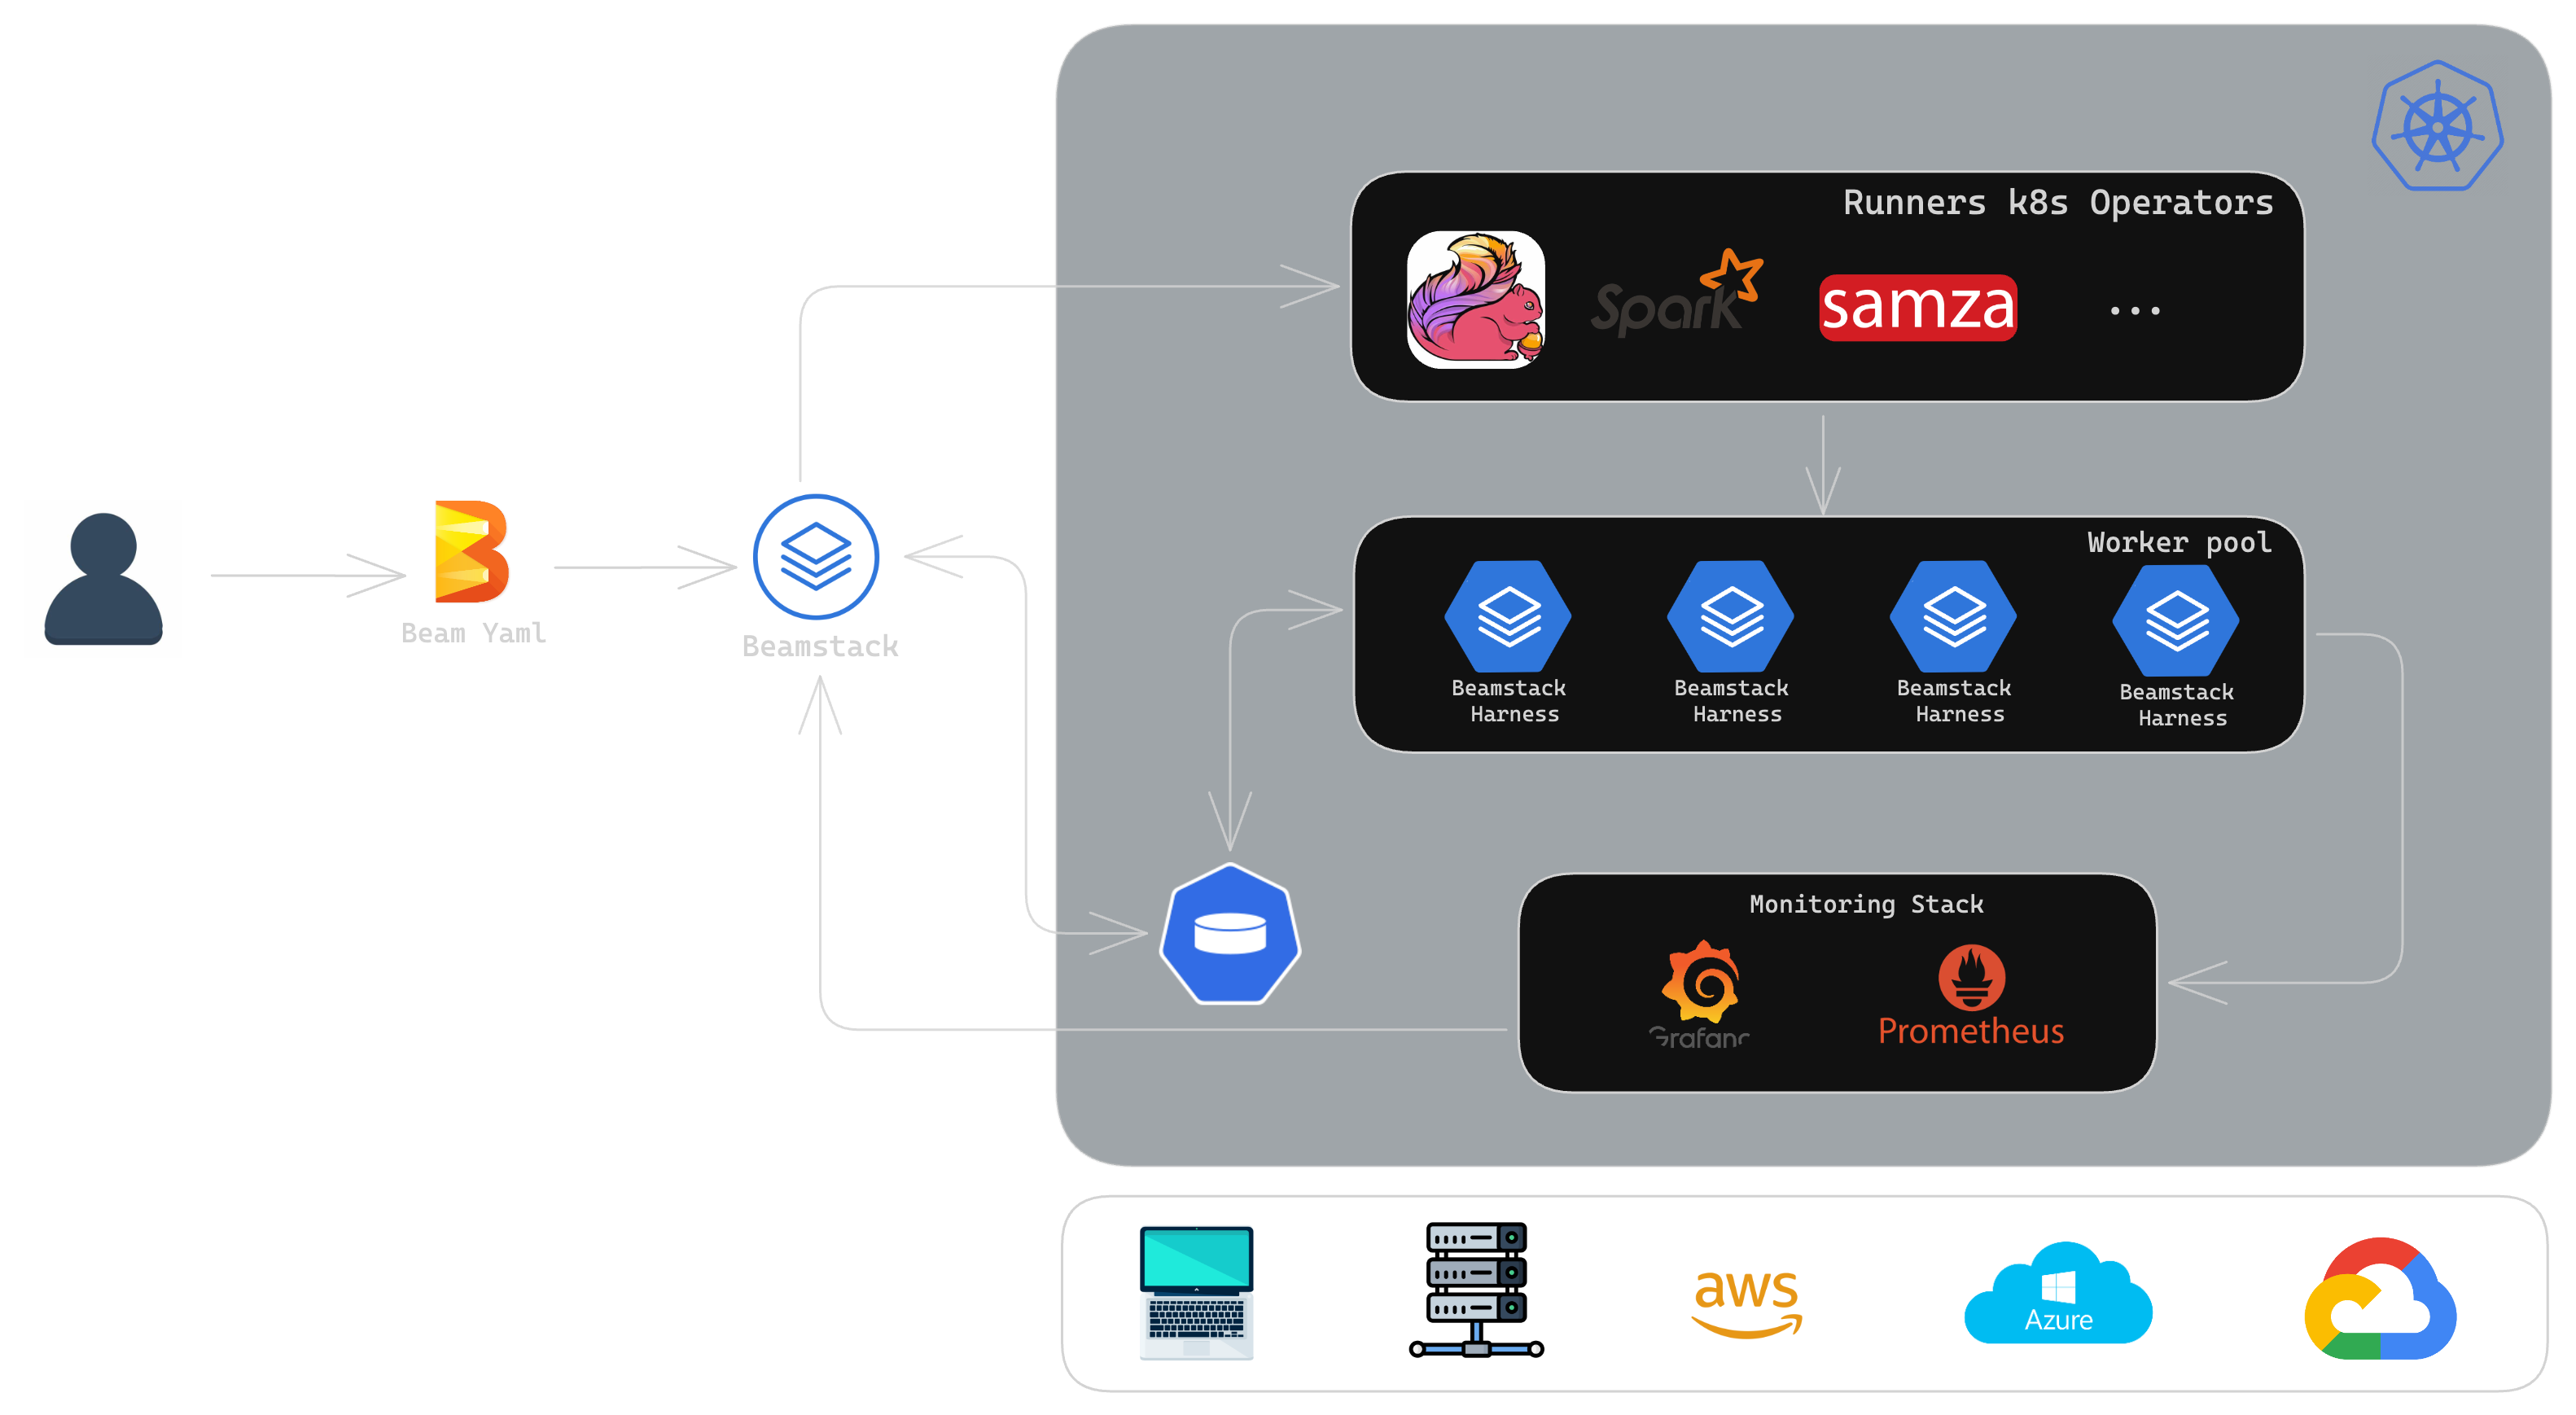 Runners k8s Operators
Spark
samza
...
Beam Yaml
Beamstack
Worker pool
Beamstack
Harness
Beamstack
Harness
Beamstack
Harness
Beamstack
Harness
Monitoring Stack
Grafana
Prometheus
aws
Azure